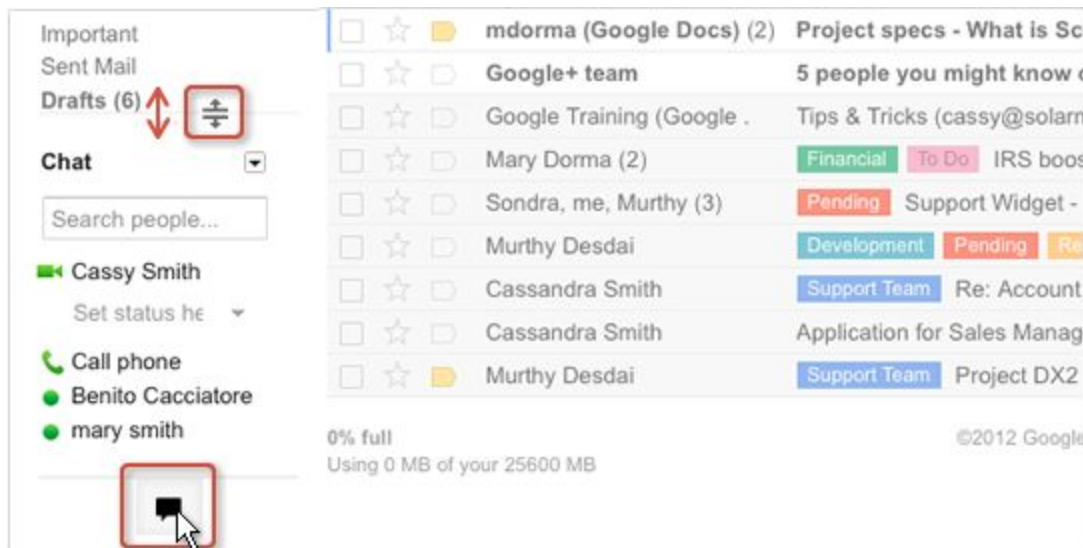 Important
Sent Mail
Drafts (6)
Chat
Search people...
Cassy Smith
Set status he
Call phone
Benito Cacciatore
mary smith
mdorma (Google Docs) (2) Project specs - What is Sc
Google+ team 5 people you might know
Google Training (Google . Tips & Tricks (cassy@solarn
Mary Dorma (2) Financial To Do IRS boos
Sondra, me, Murthy (3) Pending Support Widget -
Murthy Desdai Development Pending Re
Cassandra Smith Support Team Re: Account
Cassandra Smith Application for Sales Manag
Murthy Desdai Support Team Project DX2
0% full ©2012 Google
Using 0 MB of your 25600 MB